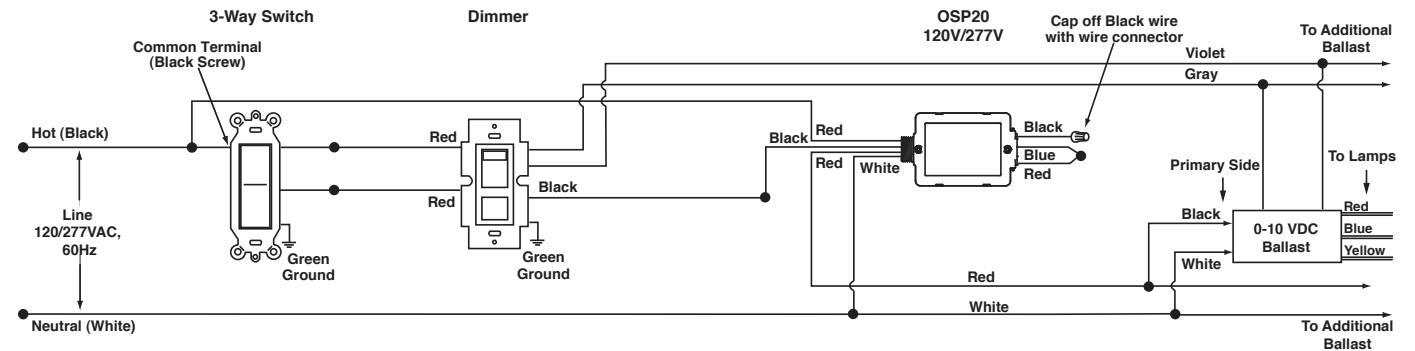 3-Way Switch
Dimmer
OSP20
120V/277V
Cap off Black wire
with wire connector
To Additional
Ballast
Common Terminal
(Black Screw)
Violet
Gray
Hot (Black)
Red
Black
Red
Black
Blue
Red
Red
White
Primary Side
To Lamps
Red
Black
Line
120/277VAC,
60Hz
Black
Red
0-10 VDC
Ballast
Blue
Yellow
Green
Ground
Green
Ground
White
Red
White
Neutral (White)
To Additional
Ballast